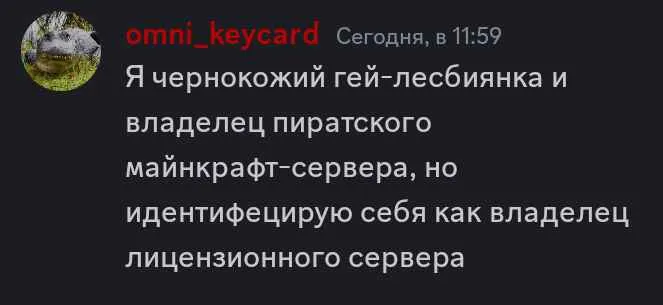 omni_keycard Сегодня, в 11:59
Я чернокожий гей-лесбиянка и
владелец пиратского
майнкрафт-сервера, но
идентифецирую себя как владелец
лицензионного сервера